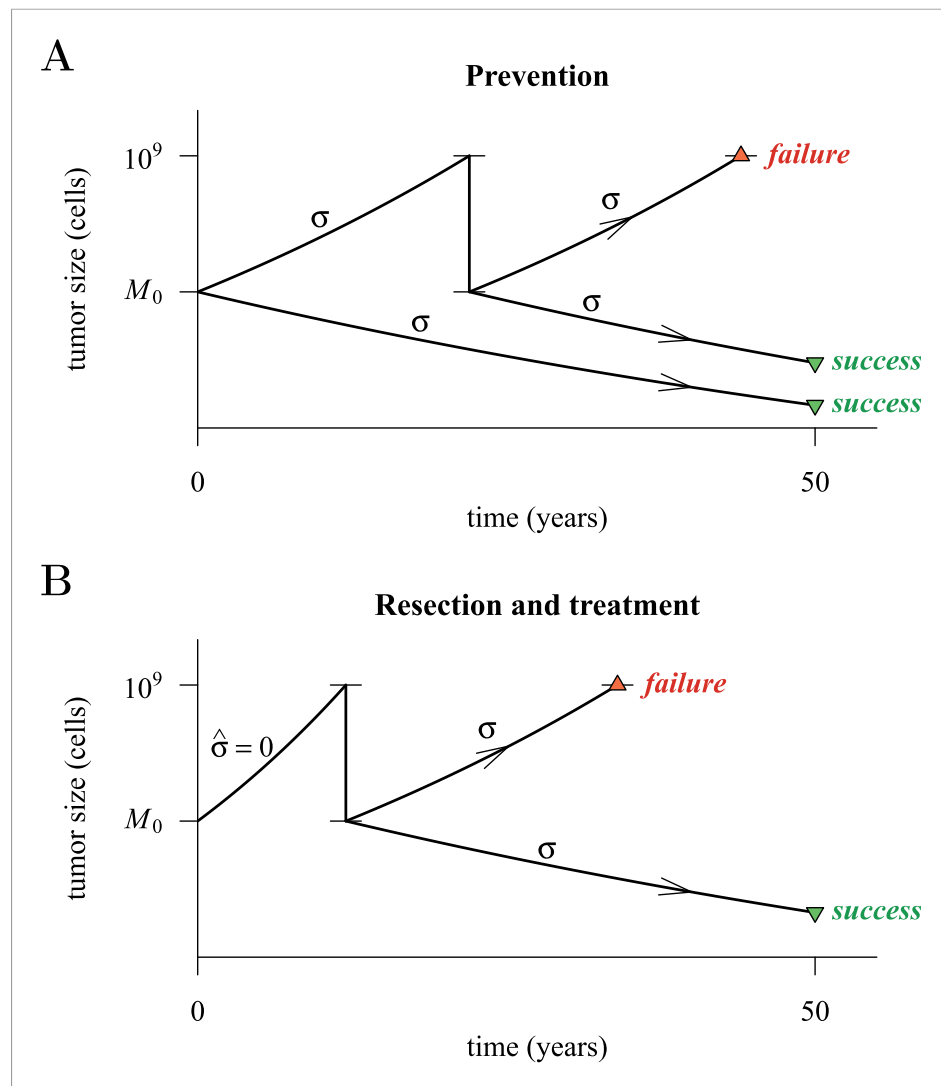 A
Prevention
tumor size (cells)
10⁹
M₀
σ
σ
σ
σ
failure
success
success
0
50
time (years)
B
Resection and treatment
tumor size (cells)
10⁹
M₀
σ̂ = 0
σ
σ
failure
success
0
50
time (years)